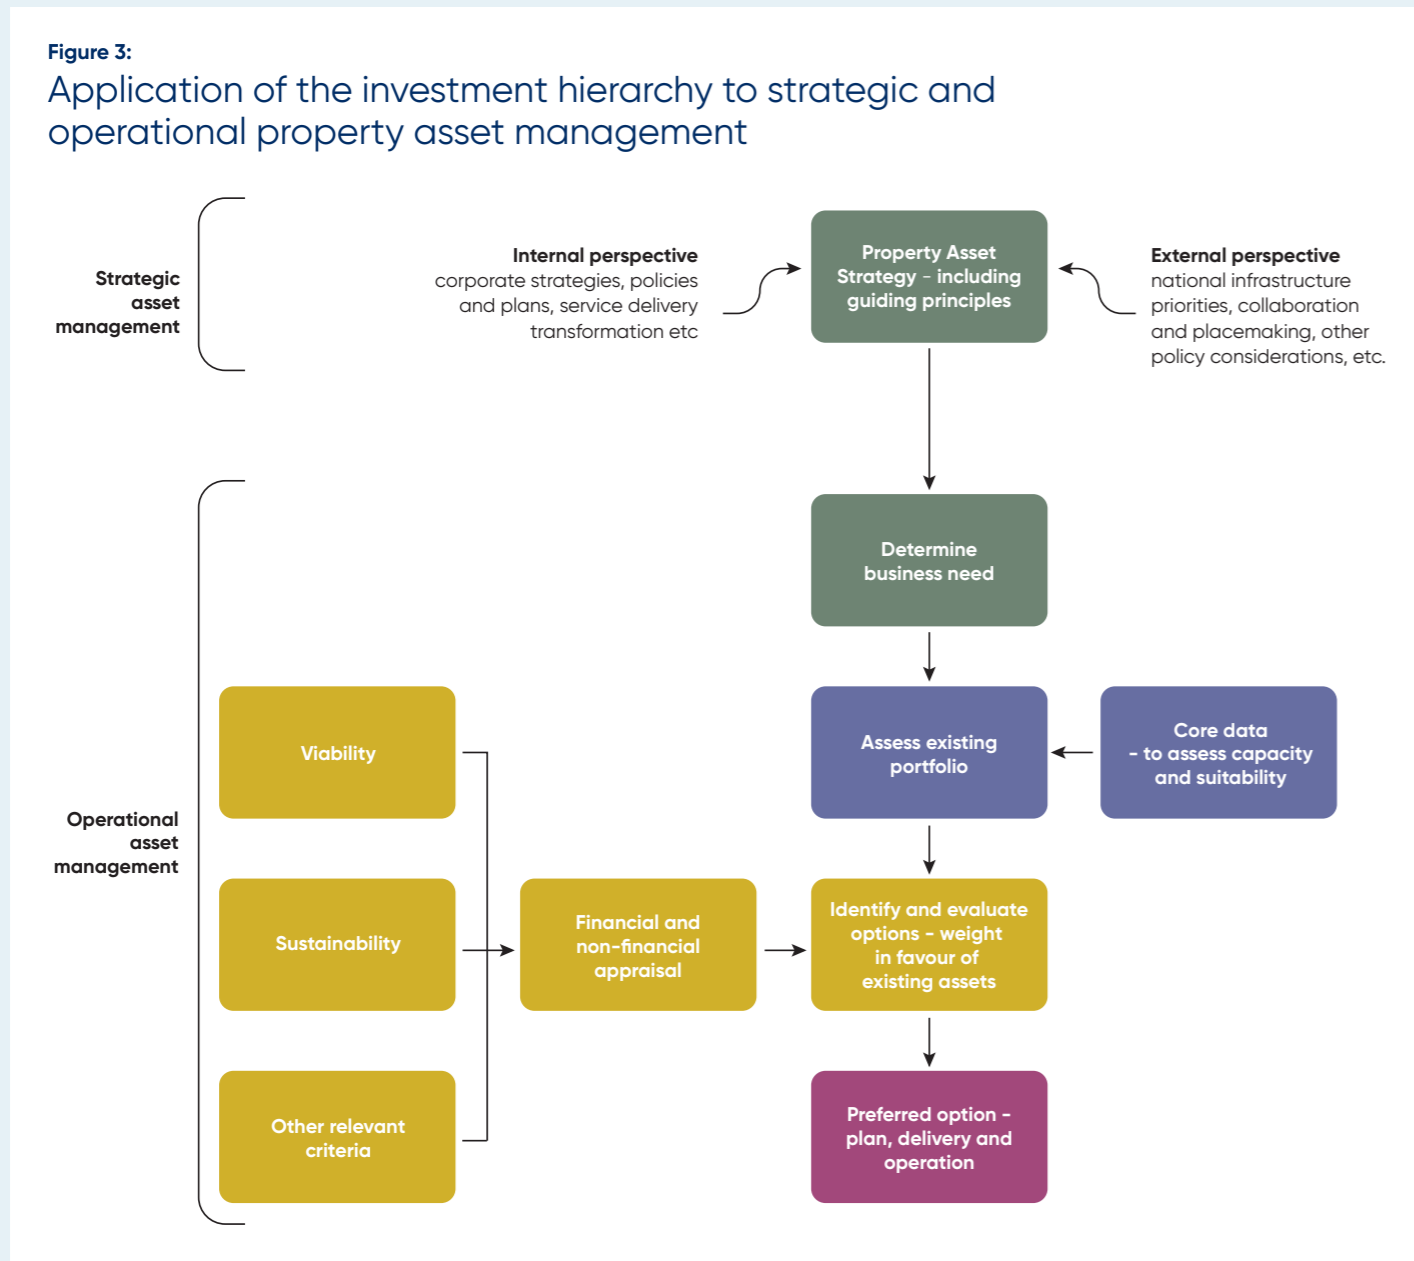 Figure 3:
Application of the investment hierarchy to strategic and
operational property asset management
Strategic
asset
management
Internal perspective
corporate strategies, policies
and plans, service delivery
transformation etc
Property Asset
Strategy - including
guiding principles
External perspective
national infrastructure
priorities, collaboration
and placemaking, other
policy considerations, etc.
Determine
business need
Operational
asset
management
Viability
Assess existing
portfolio
Core data
- to assess capacity
and suitability
Sustainability
Financial and
non-financial
appraisal
Identify and evaluate
options - weight
in favour of
existing assets
Other relevant
criteria
Preferred option -
plan, delivery and
operation